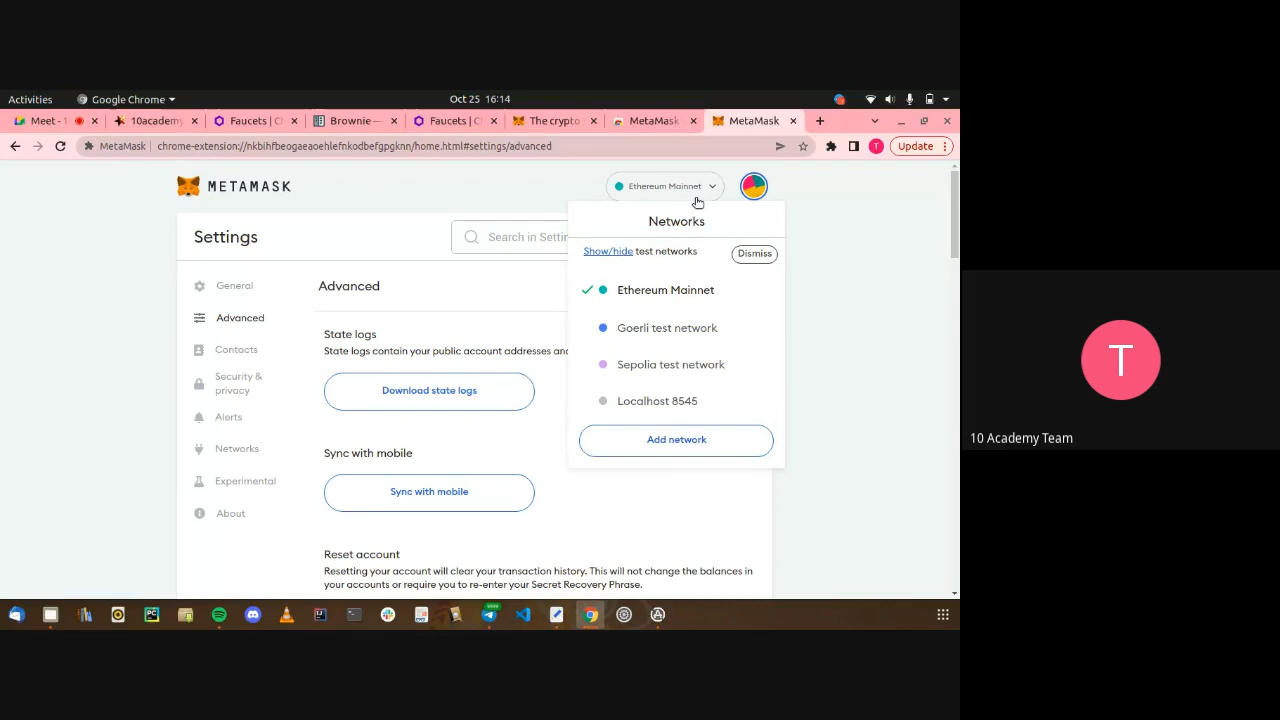 Activities
Google Chrome
Oct 25 16:14
Meet - 1
10academy
Faucets | Cl
Brownie —
Faucets | C
The crypto
MetaMask
MetaMask
MetaMask
chrome-extension://nkbihfbeogaeaoehlefnkodbefgpgknn/home.html#settings/advanced
T
Update
METAMASK
Ethereum Mainnet
Settings
Search in Settin
Networks
Show/hide test networks
Dismiss
Ethereum Mainnet
Goerli test network
Sepolia test network
Localhost 8545
Add network
General
Advanced
Contacts
Security & privacy
Alerts
Networks
Experimental
About
Advanced
State logs
State logs contain your public account addresses and
Download state logs
Sync with mobile
Sync with mobile
Reset account
Resetting your account will clear your transaction history. This will not change the balances in
your accounts or require you to re-enter your Secret Recovery Phrase.
T
10 Academy Team